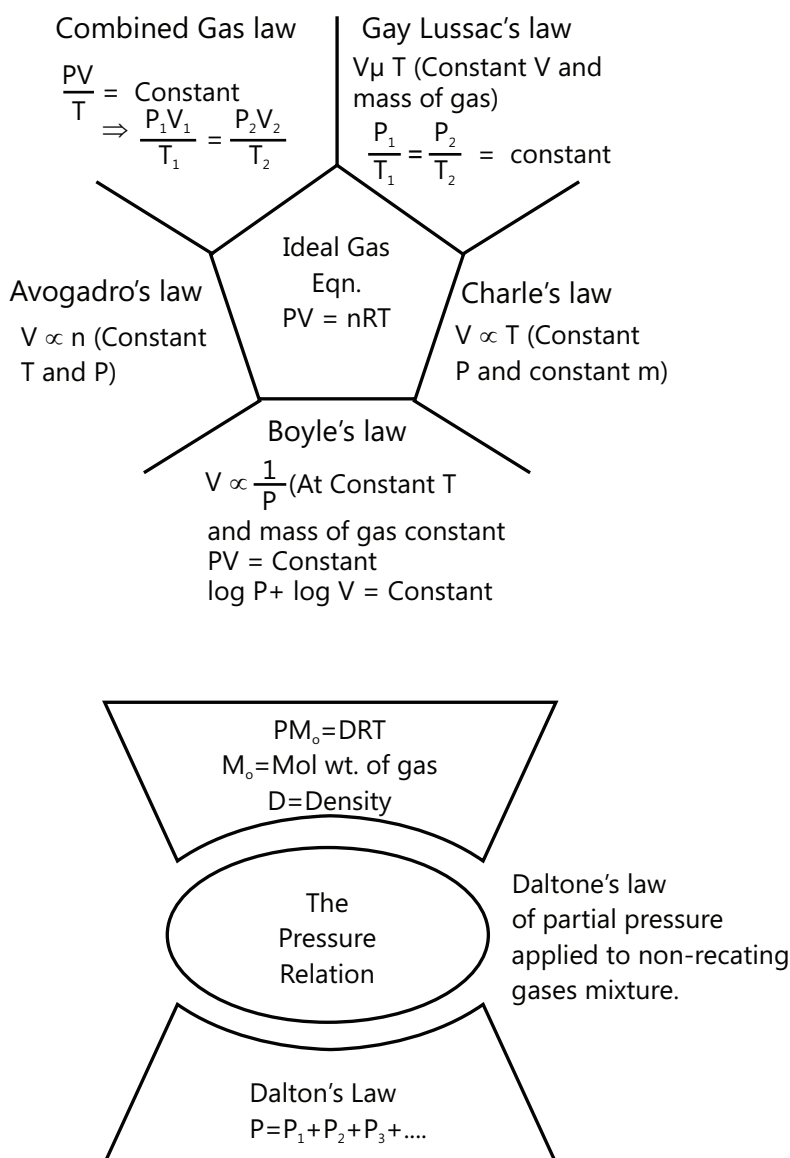 Combined Gas law
PV/T = Constant
⇒ P₁V₁/T₁ = P₂V₂/T₂
Gay Lussac's law
Vµ T (Constant V and
mass of gas)
P₁/T₁ = P₂/T₂ = constant
Ideal Gas
Eqn.
PV = nRT
Avogadro's law
V ∝ n (Constant
T and P)
Charle's law
V ∝ T (Constant
P and constant m)
Boyle's law
V ∝ 1/P (At Constant T
and mass of gas constant
PV = Constant
log P+ log V = Constant
PMₒ=DRT
Mₒ=Mol wt. of gas
D=Density
The
Pressure
Relation
Daltone's law
of partial pressure
applied to non-recating
gases mixture.
Dalton's Law
P=P₁+P₂+P₃+....